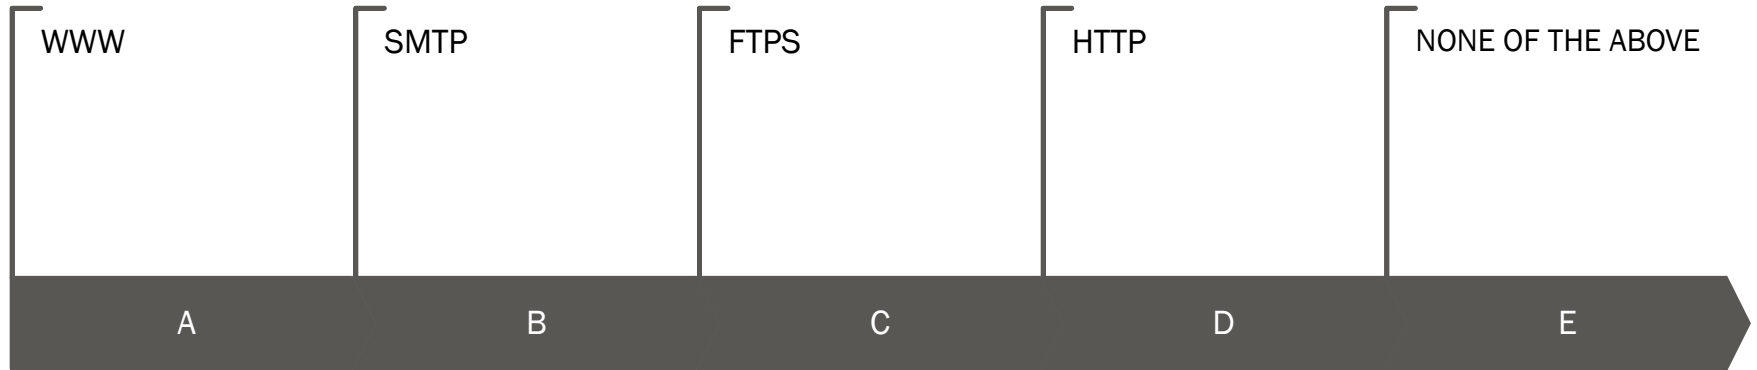 WWW
SMTP
FTPS
HTTP
NONE OF THE ABOVE
A
B
C
D
E